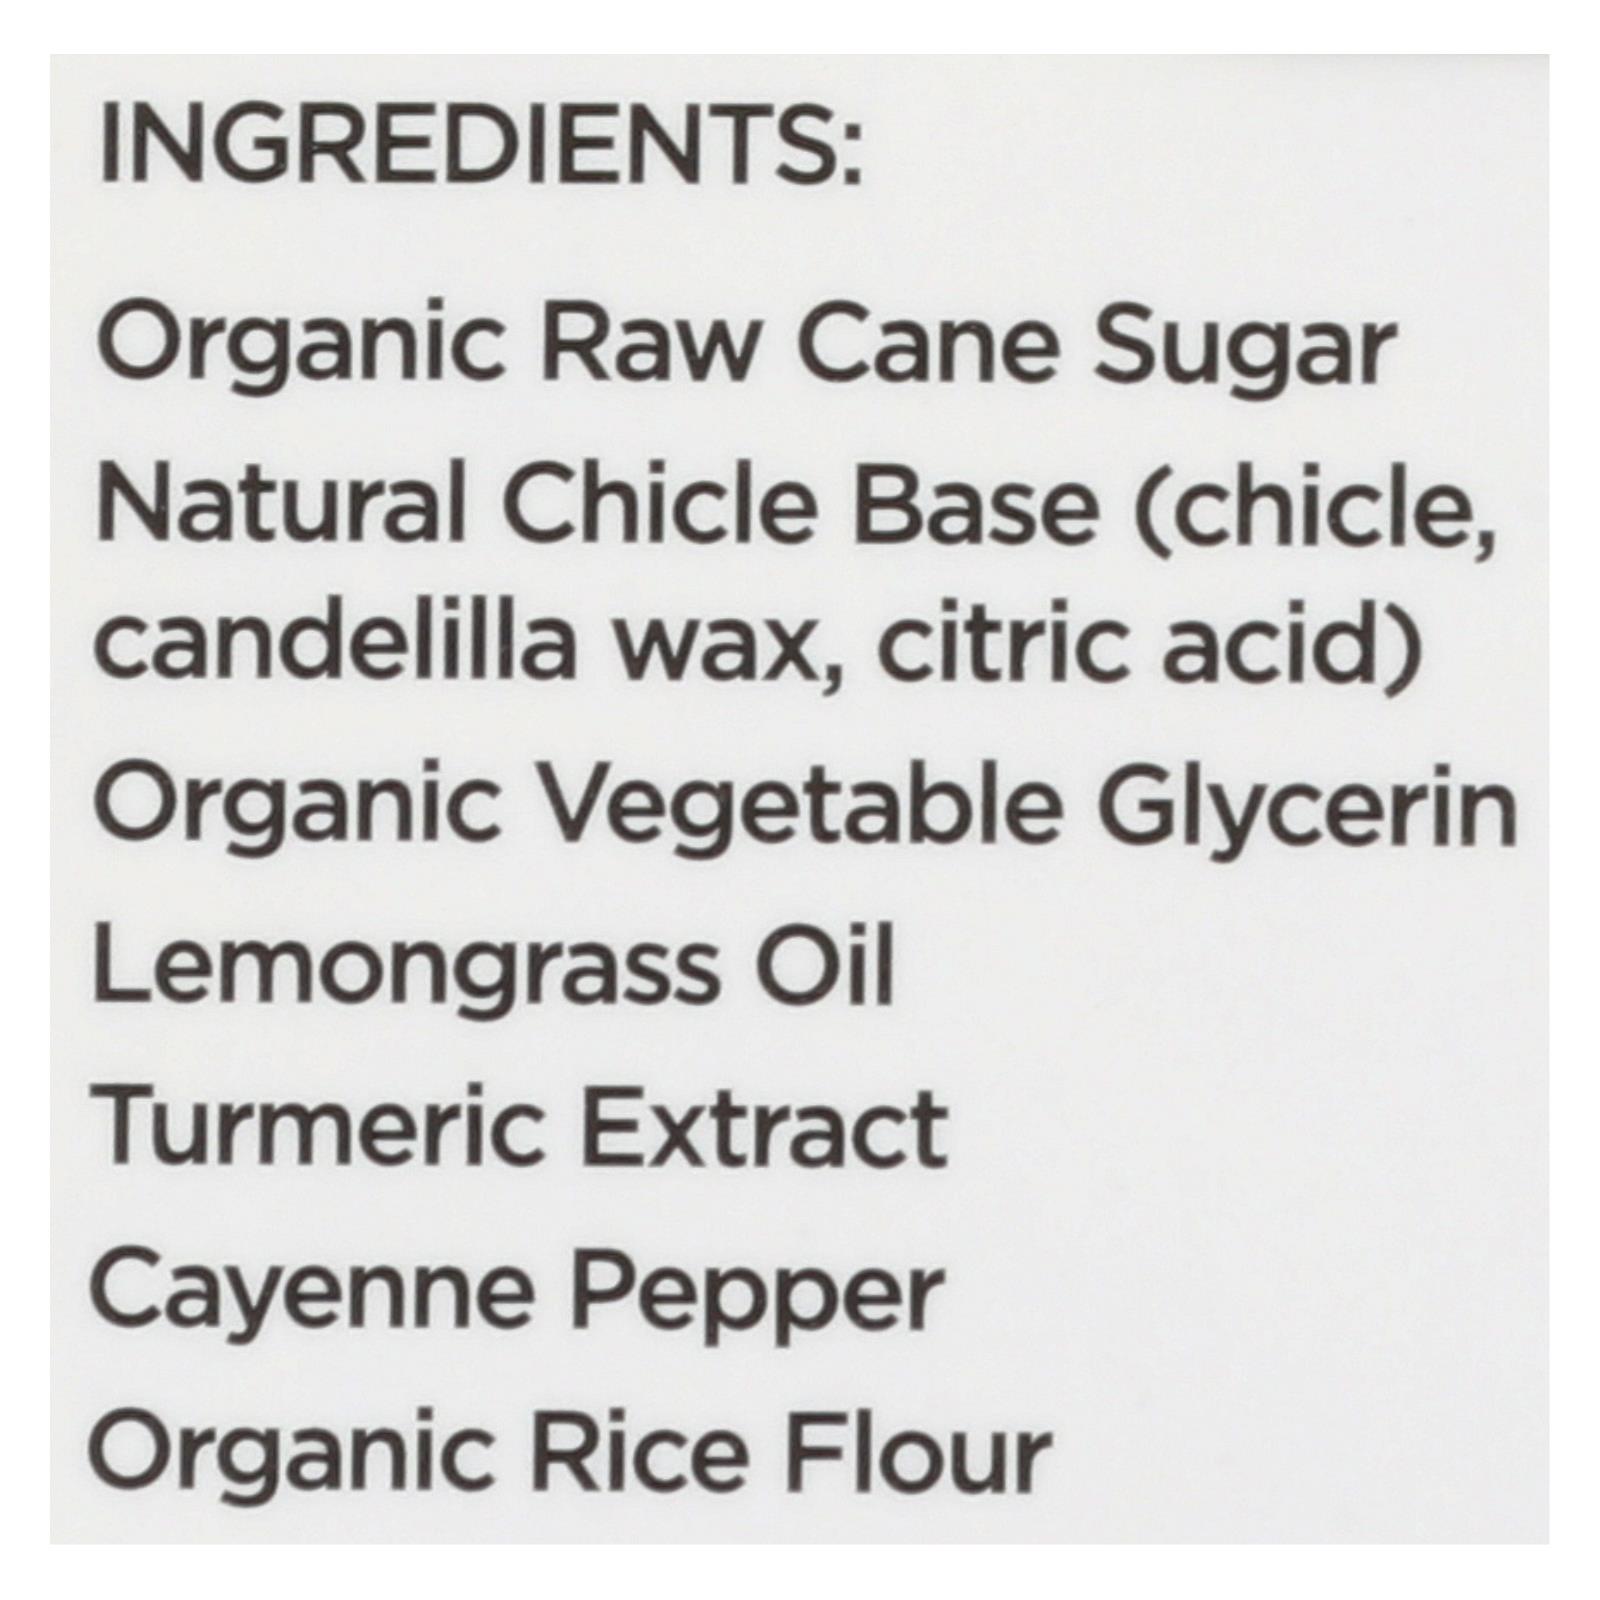 INGREDIENTS:
Organic Raw Cane Sugar
Natural Chicle Base (chicle,
candelilla wax, citric acid)
Organic Vegetable Glycerin
Lemongrass Oil
Turmeric Extract
Cayenne Pepper
Organic Rice Flour